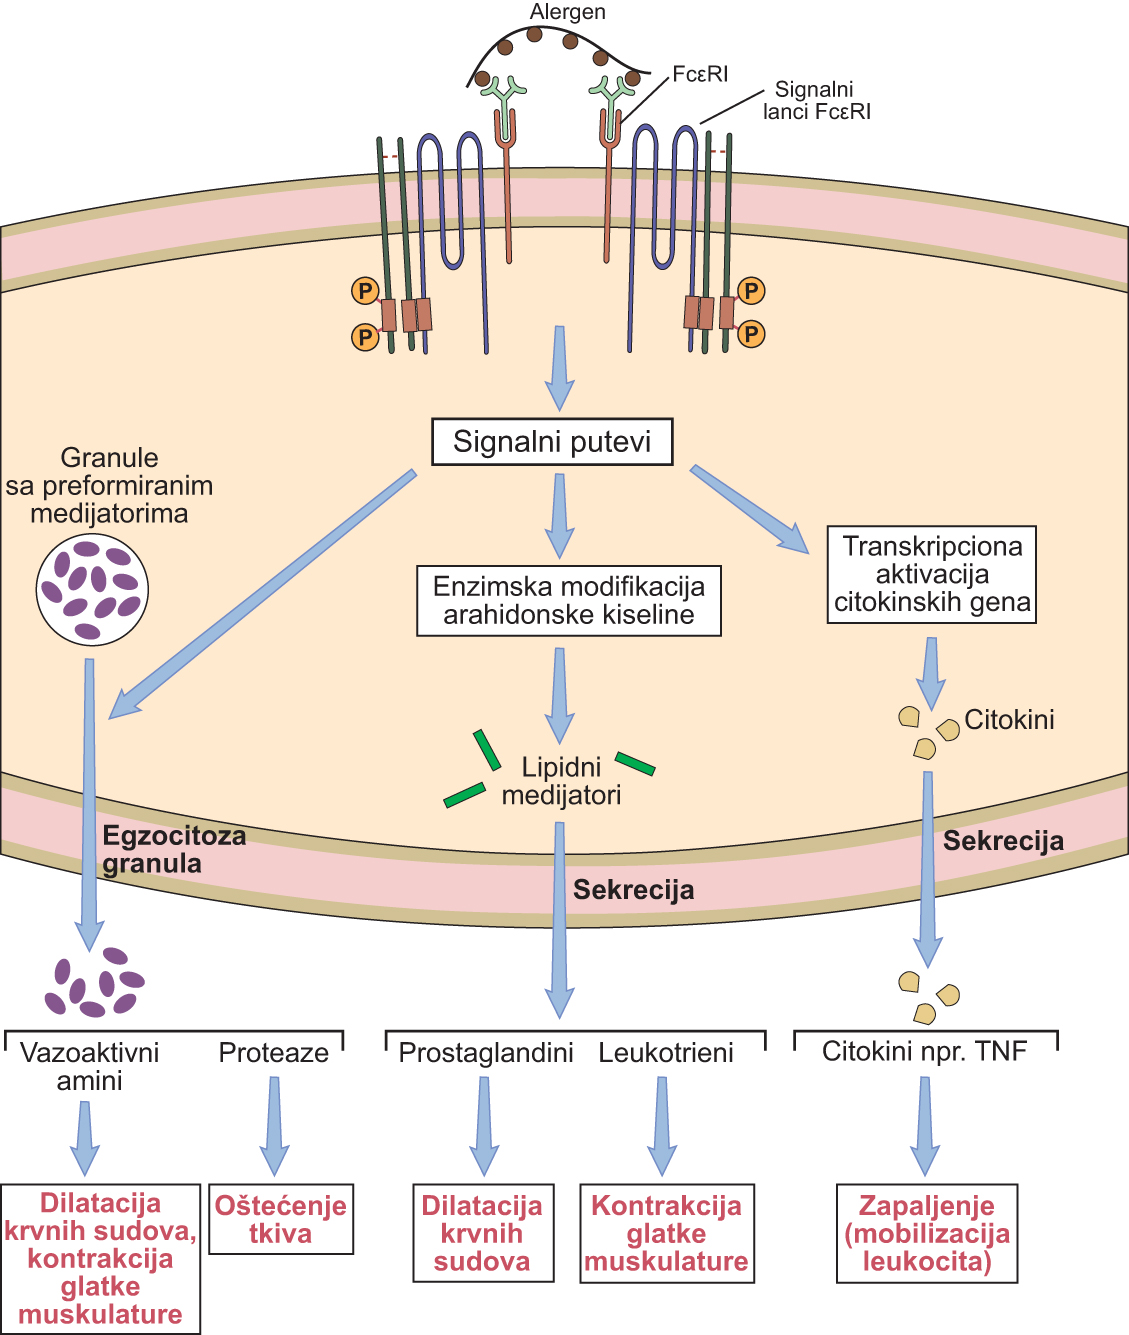 Alergen
FcεRI
Signalni
lanci FcεRI
P
P
P
P
Signalni putevi
Granule
sa preformiranim
medijatorima
Enzimska modifikacija
arahidonske kiseline
Transkripciona
aktivacija
citokinskih gena
Citokini
Lipidni
medijatori
Egzocitoza
granula
Sekrecija
Sekrecija
Vazoaktivni
amini
Proteaze
Prostaglandini
Leukotrieni
Citokini npr. TNF
Dilatacija
krvnih sudova,
kontrakcija
glatke
muskulature
Oštećenje
tkiva
Dilatacija
krvnih
sudova
Kontrakcija
glatke
muskulature
Zapaljenje
(mobilizacija
leukocita)